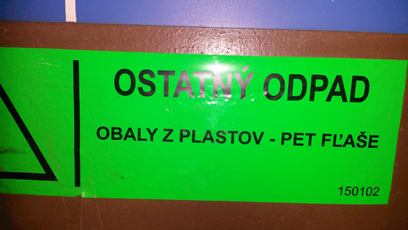 OSTATNÝ ODPAD
OBALY Z PLASTOV - PET FĽAŠE
150102